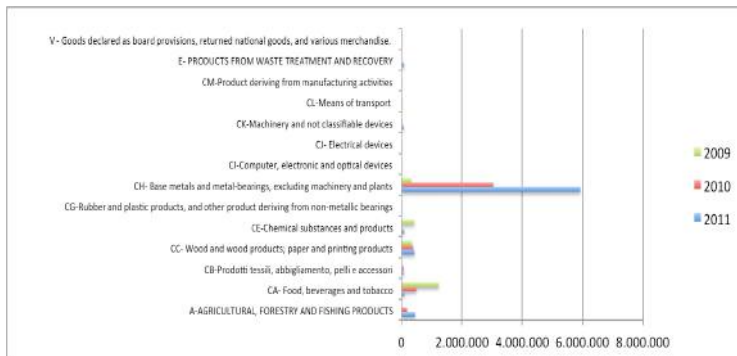 V - Goods declared as board provisions, returned national goods, and various merchandise.
E- PRODUCTS FROM WASTE TREATMENT AND RECOVERY
CM-Product deriving from manufacturing activities
CL-Means of transport
CK-Machinery and not classifiable devices
CJ- Electrical devices
CI-Computer, electronic and optical devices
CH- Base metals and metal-bearings, excluding machinery and plants
CG-Rubber and plastic products, and other product deriving from non-metallic bearings
CE-Chemical substances and products
CC- Wood and wood products; paper and printing products
CB-Prodotti tessili, abbigliamento, pelli e accessori
CA- Food, beverages and tobacco
A-AGRICULTURAL, FORESTRY AND FISHING PRODUCTS
0 2.000.000 4.000.000 6.000.000 8.000.000
2009
2010
2011